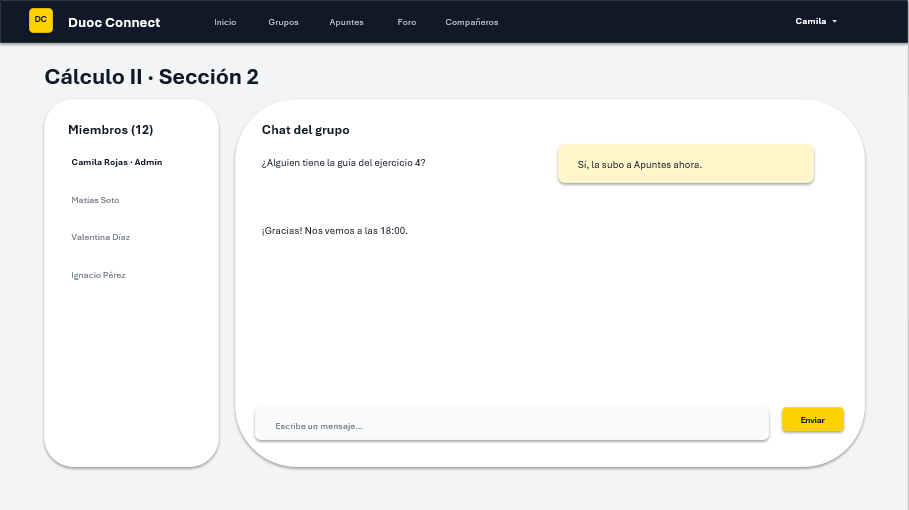 DC
Duoc Connect
Inicio
Grupos
Apuntes
Foro
Compañeros
Camila
Cálculo II · Sección 2
Miembros (12)
Camila Rojas · Admin
Matías Soto
Valentina Díaz
Ignacio Pérez
Chat del grupo
¿Alguien tiene la guía del ejercicio 4?
Sí, la subo a Apuntes ahora.
¡Gracias! Nos vemos a las 18:00.
Escribe un mensaje...
Enviar